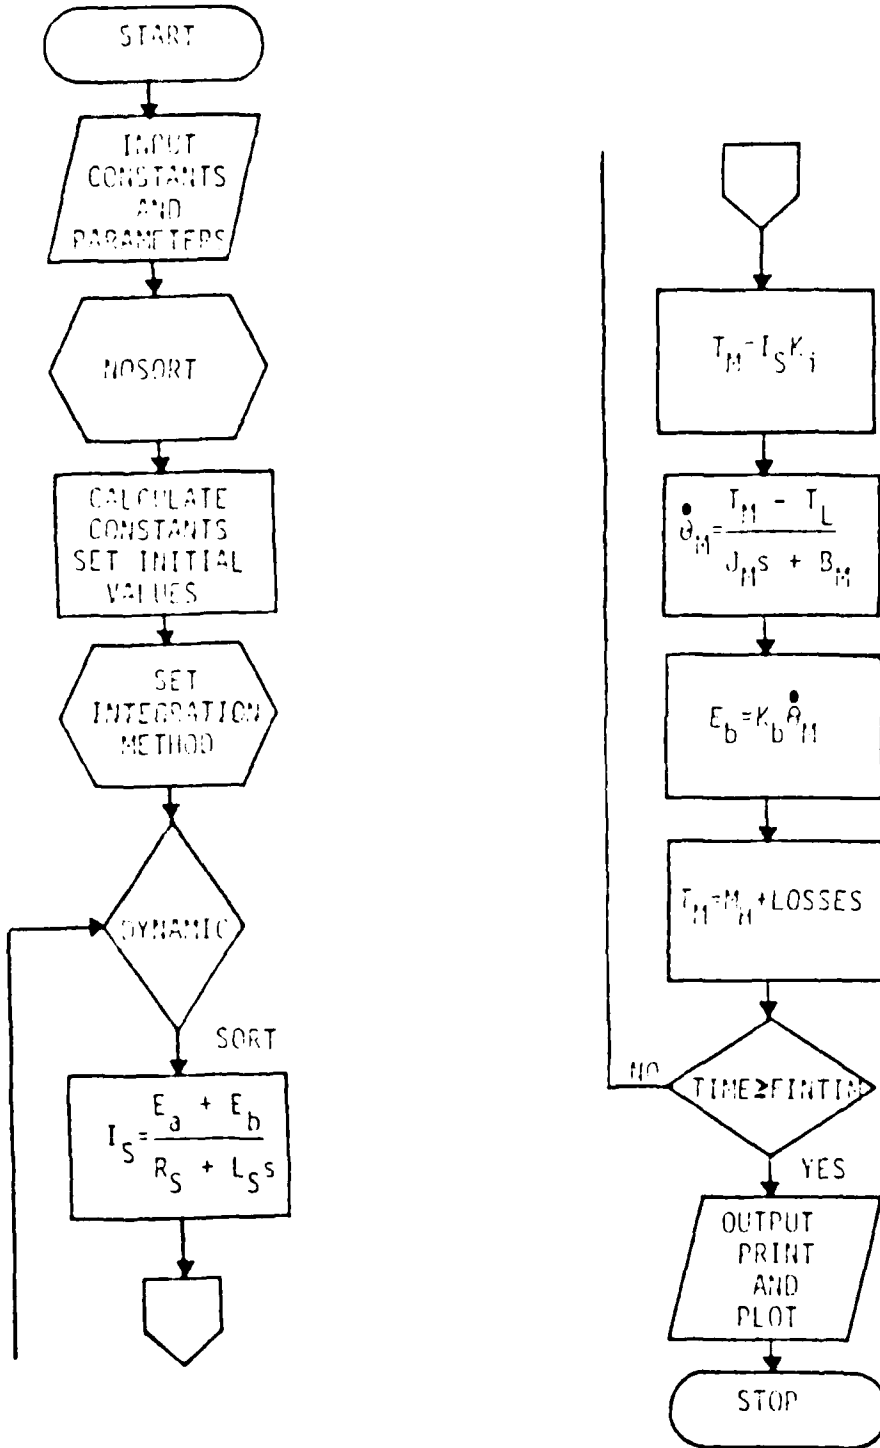 START
INPUT
CONSTANTS
AND
PARAMETERS
NOSORT
CALCULATE
CONSTANTS
SET INITIAL
VALUES
SET
INTEGRATION
METHOD
DYNAMIC
SORT
I_S = (E_a + E_b) / (R_S + L_S s)
T_M = I_S K_i
θ̇_M = (T_M - T_L) / (J_M s + B_M)
E_b = K_b θ̇_M
T_M = M_M + LOSSES
NO
TIME≥FINTIM
YES
OUTPUT
PRINT
AND
PLOT
STOP